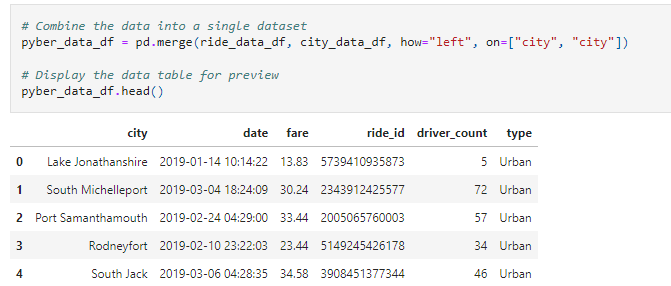 # Combine the data into a single dataset
pyber_data_df = pd.merge(ride_data_df, city_data_df, how="left", on=["city", "city"])
# Display the data table for preview
pyber_data_df.head()
city date fare ride_id driver_count type
0 Lake Jonathanshire 2019-01-14 10:14:22 13.83 5739410935873 5 Urban
1 South Michelleport 2019-03-04 18:24:09 30.24 2343912425577 72 Urban
2 Port Samanthamouth 2019-02-24 04:29:00 33.44 2005065760003 57 Urban
3 Rodneyfort 2019-02-10 23:22:03 23.44 5149245426178 34 Urban
4 South Jack 2019-03-06 04:28:35 34.58 3908451377344 46 Urban